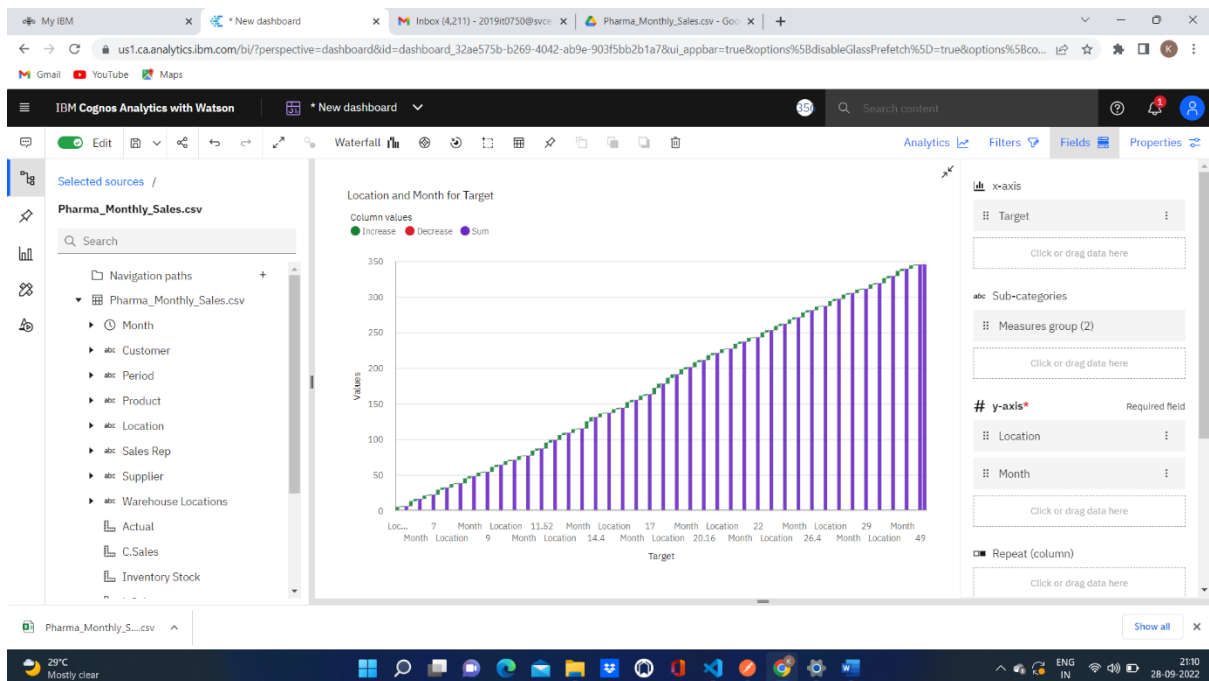 My IBM
* New dashboard
Inbox (4,211) - 2019it0750@svce
Pharma_Monthly_Sales.csv - Goo
us1.ca.analytics.ibm.com/bi/?perspective=dashboard&id=dashboard_32ae575b-b269-4042-ab9e-903f5bb2b1a7&ui_appbar=true&options%5BdisableGlassPrefetch%5D=true&options%5Bco...
K
Gmail YouTube Maps
IBM Cognos Analytics with Watson
* New dashboard
Search content
1
Edit
Waterfall
Analytics
Filters
Fields
Properties
Selected sources /
Pharma_Monthly_Sales.csv
Search
Navigation paths +
Pharma_Monthly_Sales.csv
Month
abc Customer
abc Period
abc Product
abc Location
abc Sales Rep
abc Supplier
abc Warehouse Locations
Actual
C.Sales
Inventory Stock
Location and Month for Target
Column values
Increase Decrease Sum
350
300
250
200
150
100
50
0
Values
Loc... 7 Month Location 11.52 Month Location 17 Month Location 22 Month Location 29 Month
Month Location 9 Month Location 14.4 Month Location 20.16 Month Location 26.4 Month Location 49
Target
x-axis
Target
Click or drag data here
abc Sub-categories
Measures group (2)
Click or drag data here
# y-axis* Required field
Location
Month
Click or drag data here
Repeat (column)
Click or drag data here
Pharma_Monthly_S....csv
Show all
29°C
Mostly clear
ENG
IN
21:10
28-09-2022